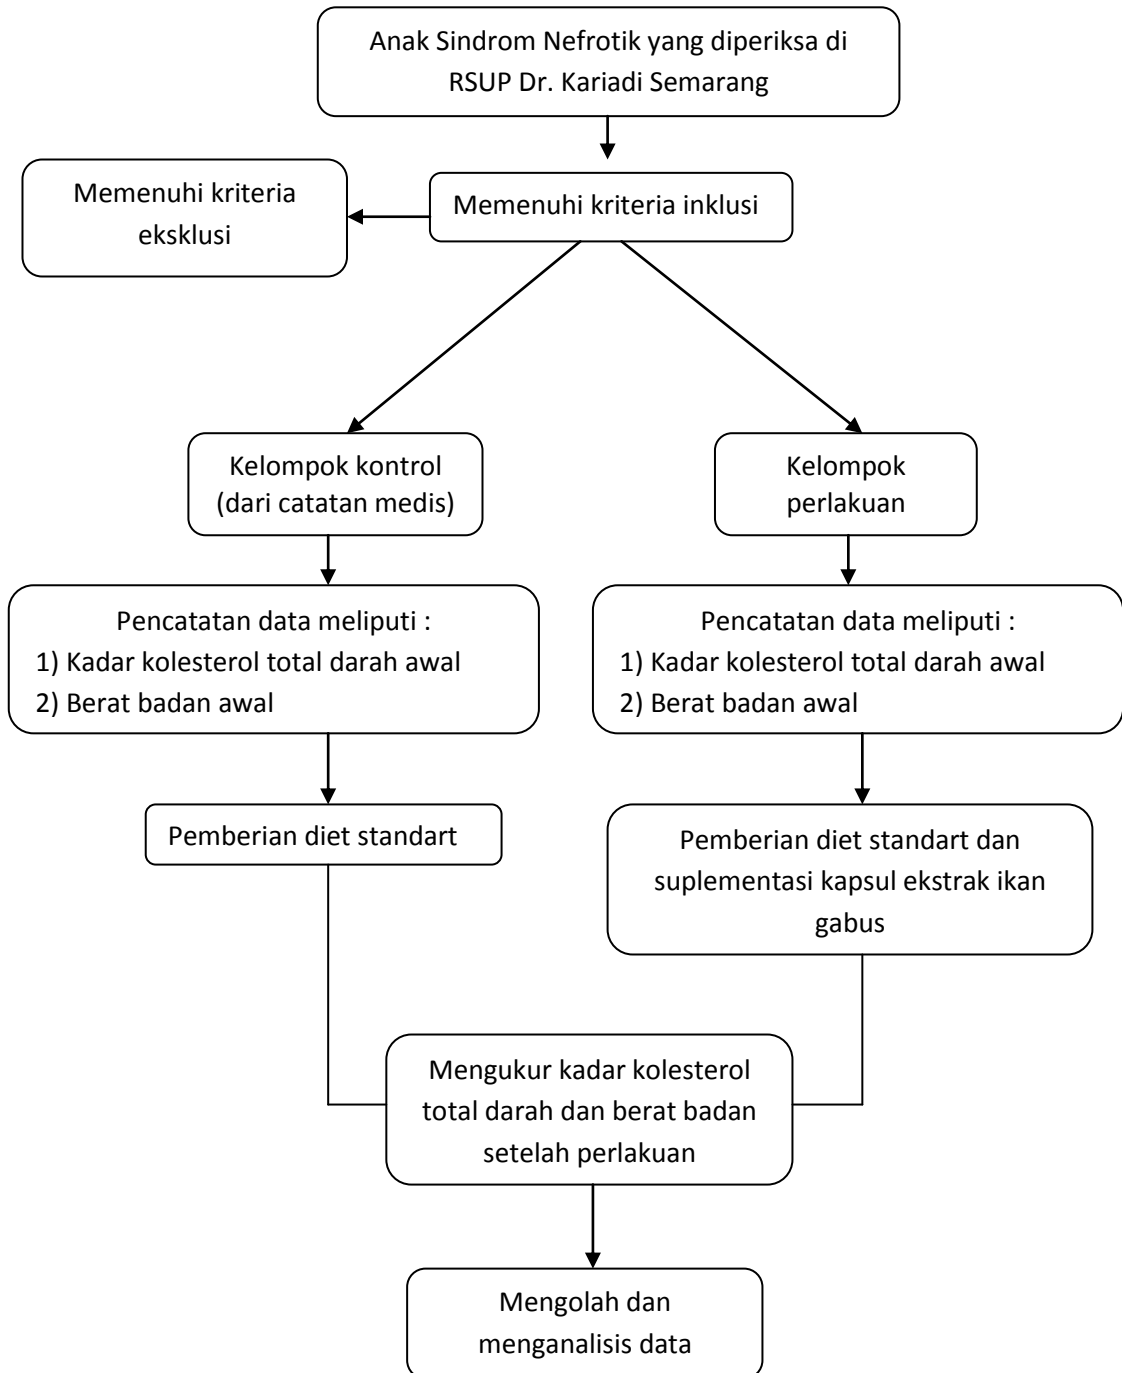 Anak Sindrom Nefrotik yang diperiksa di
RSUP Dr. Kariadi Semarang
Memenuhi kriteria
eksklusi
Memenuhi kriteria inklusi
Kelompok kontrol
(dari catatan medis)
Kelompok
perlakuan
Pencatatan data meliputi :
1) Kadar kolesterol total darah awal
2) Berat badan awal
Pencatatan data meliputi :
1) Kadar kolesterol total darah awal
2) Berat badan awal
Pemberian diet standart
Pemberian diet standart dan
suplementasi kapsul ekstrak ikan
gabus
Mengukur kadar kolesterol
total darah dan berat badan
setelah perlakuan
Mengolah dan
menganalisis data